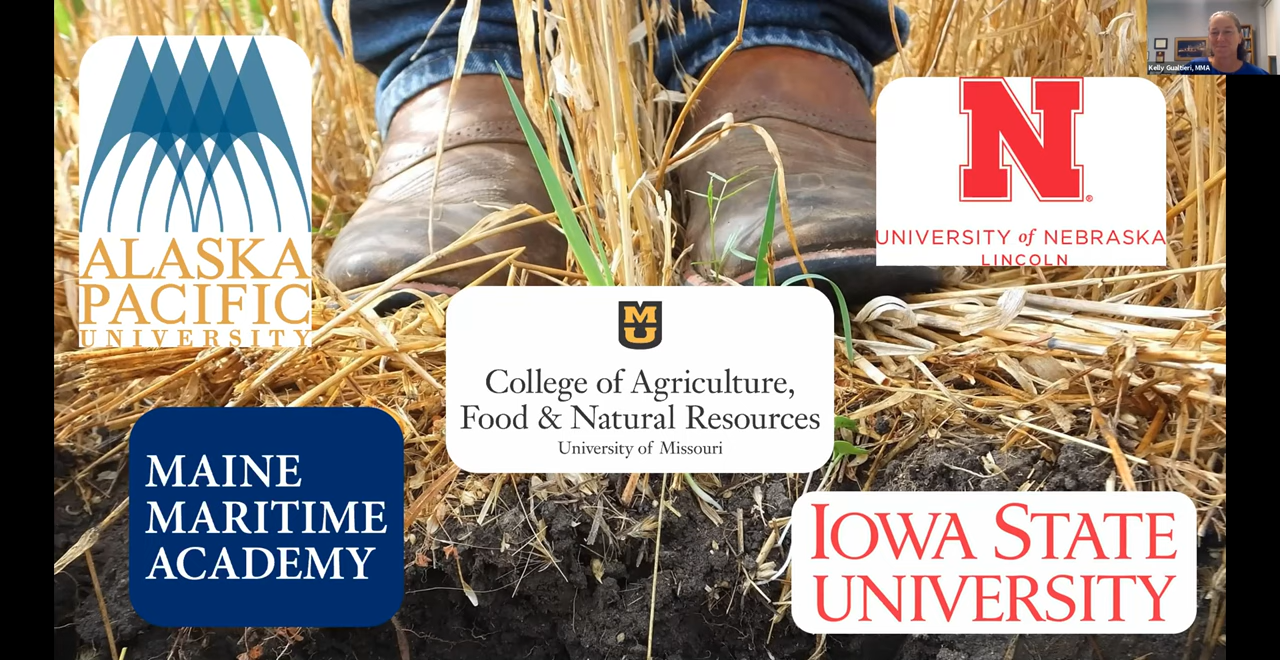 ALASKA
PACIFIC
UNIVERSITY
Kelly Gualtieri, MMA
N
UNIVERSITY of NEBRASKA
LINCOLN
MU
College of Agriculture,
Food & Natural Resources
University of Missouri
MAINE
MARITIME
ACADEMY
IOWA STATE
UNIVERSITY